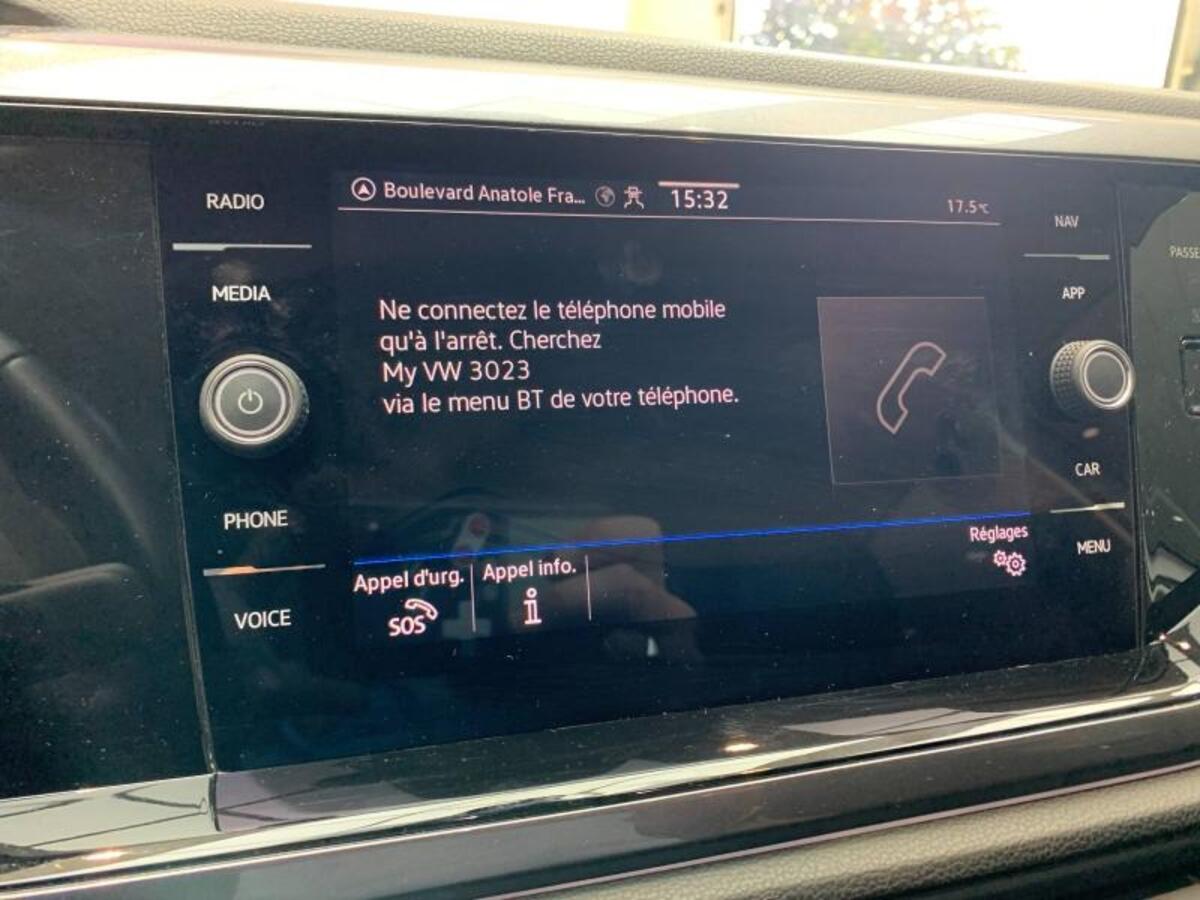 RADIO
MEDIA
PHONE
VOICE
Boulevard Anatole Fra... 15:32 17.5°C
Ne connectez le téléphone mobile
qu'à l'arrêt. Cherchez
My VW 3023
via le menu BT de votre téléphone.
Appel d'urg. Appel info. Réglages
SOS i
NAV
APP
CAR
MENU